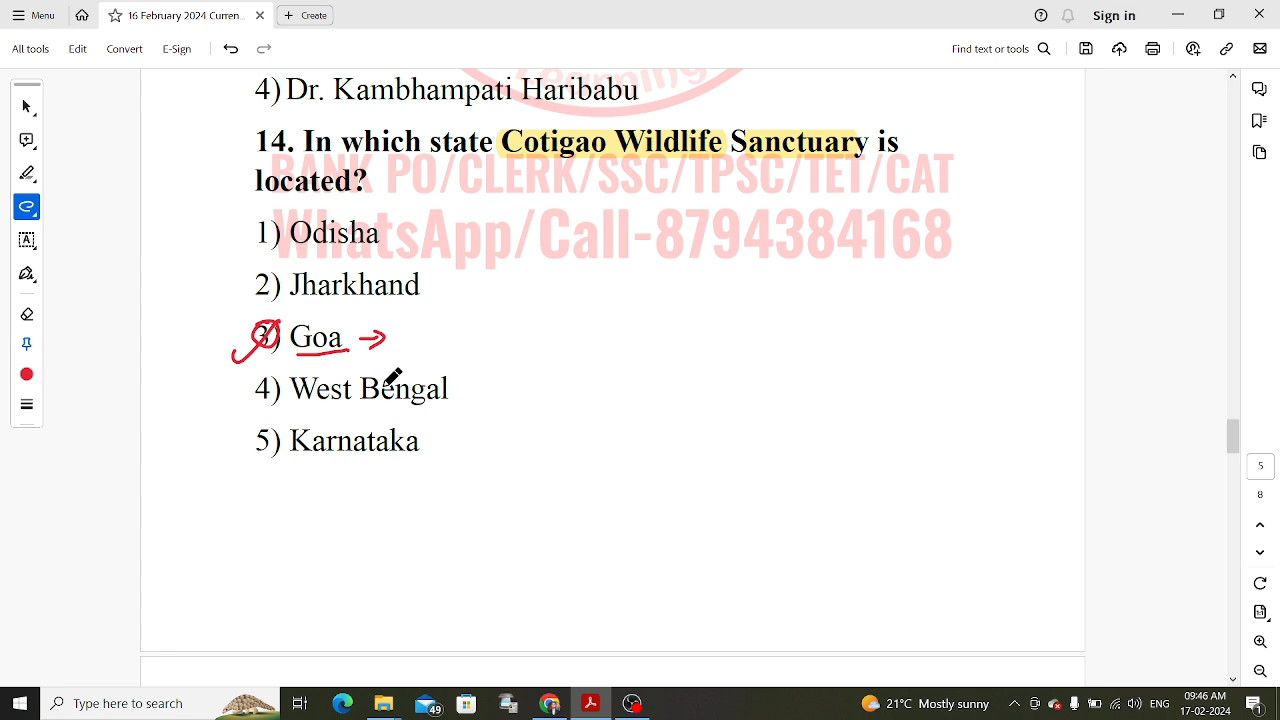 Menu
16 February 2024 Curren...
Create
Sign in
All tools Edit Convert E-Sign
Find text or tools
Learning
4) Dr. Kambhampati Haribabu
14. In which state Cotigao Wildlife Sanctuary is
located?
BANK PO/CLERK/SSC/TPSC/TET/CAT
WhatsApp/Call-8794384168
1) Odisha
2) Jharkhand
3) Goa
4) West Bengal
5) Karnataka
5
8
Type here to search
49
21°C Mostly sunny
ENG
09:46 AM
17-02-2024